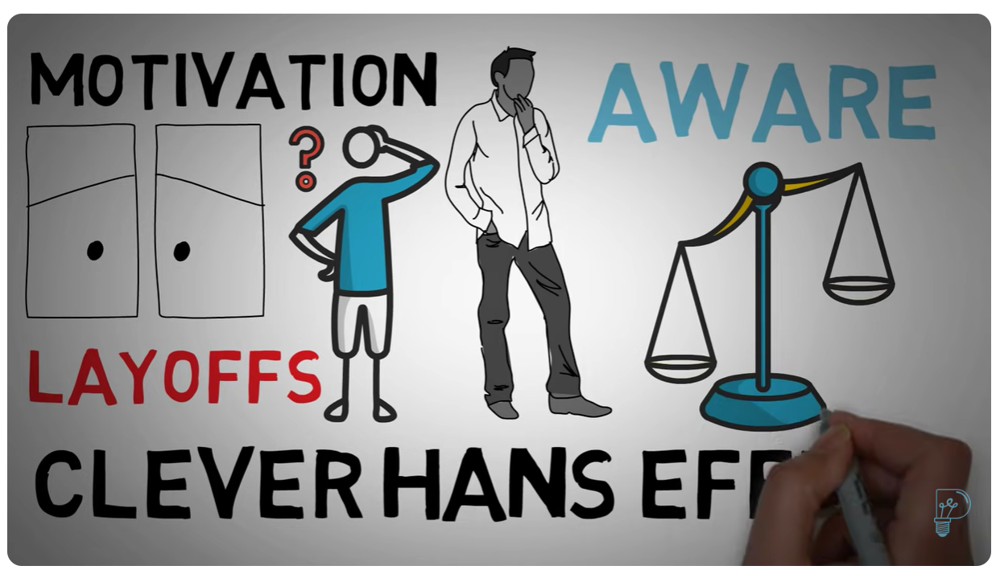 MOTIVATION
AWARE
?
LAYOFFS
CLEVER HANS EFF